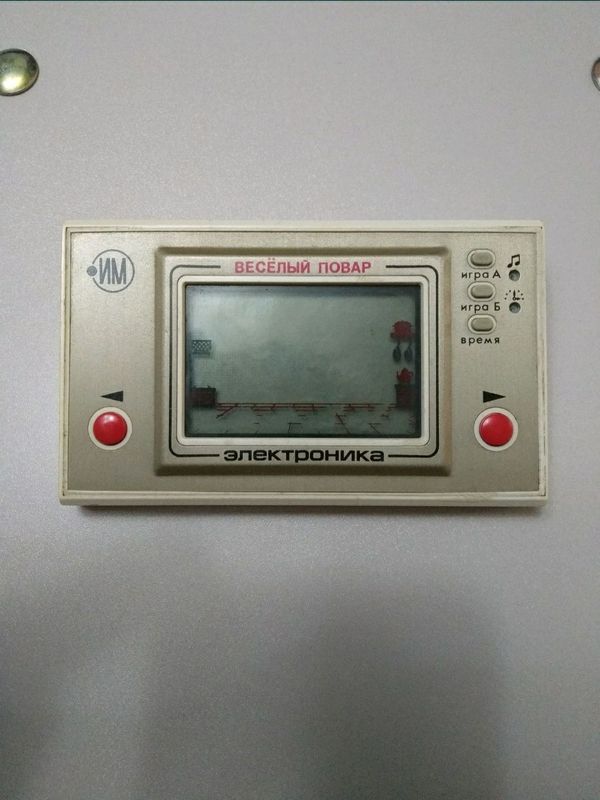 ИМ
ВЕСЁЛЫЙ ПОВАР
игра А
игра Б
время
электроника